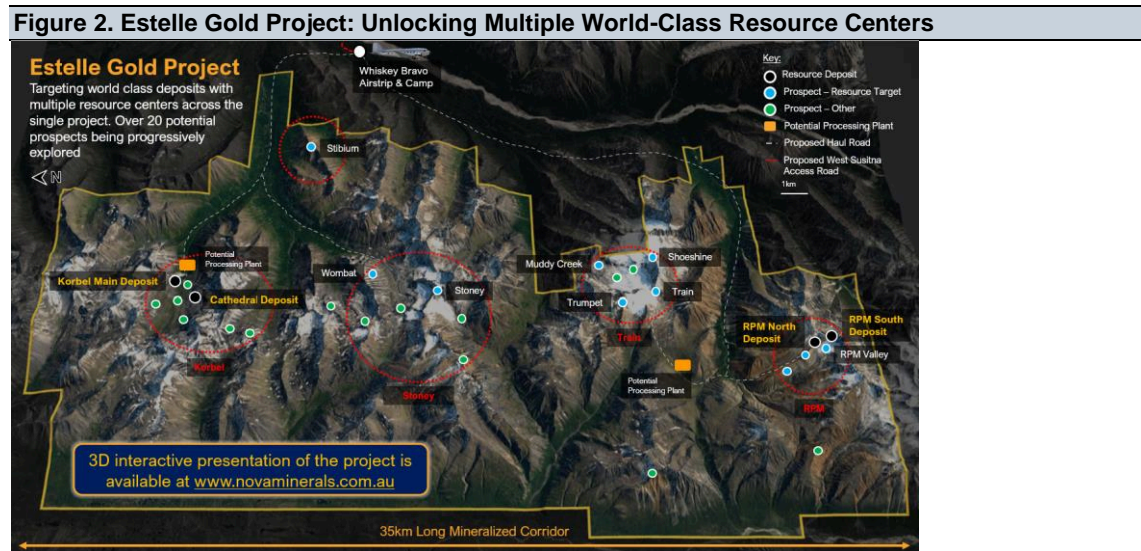 Figure 2. Estelle Gold Project: Unlocking Multiple World-Class Resource Centers
Estelle Gold Project
Targeting world class deposits with
multiple resource centers across the
single project. Over 20 potential
prospects being progressively
explored
N
Whiskey Bravo
Airstrip & Camp
Key:
Resource Deposit
Prospect – Resource Target
Prospect – Other
Potential Processing Plant
Proposed Haul Road
Proposed West Susitna
Access Road
1km
Stibium
Potential
Processing Plant
Korbel Main Deposit
Cathedral Deposit
Korbel
Wombat
Stoney
Stoney
Muddy Creek
Shoeshine
Trumpet
Train
Train
RPM North
Deposit
RPM South
Deposit
RPM Valley
RPM
Potential
Processing Plant
3D interactive presentation of the project is
available at www.novaminerals.com.au
35km Long Mineralized Corridor